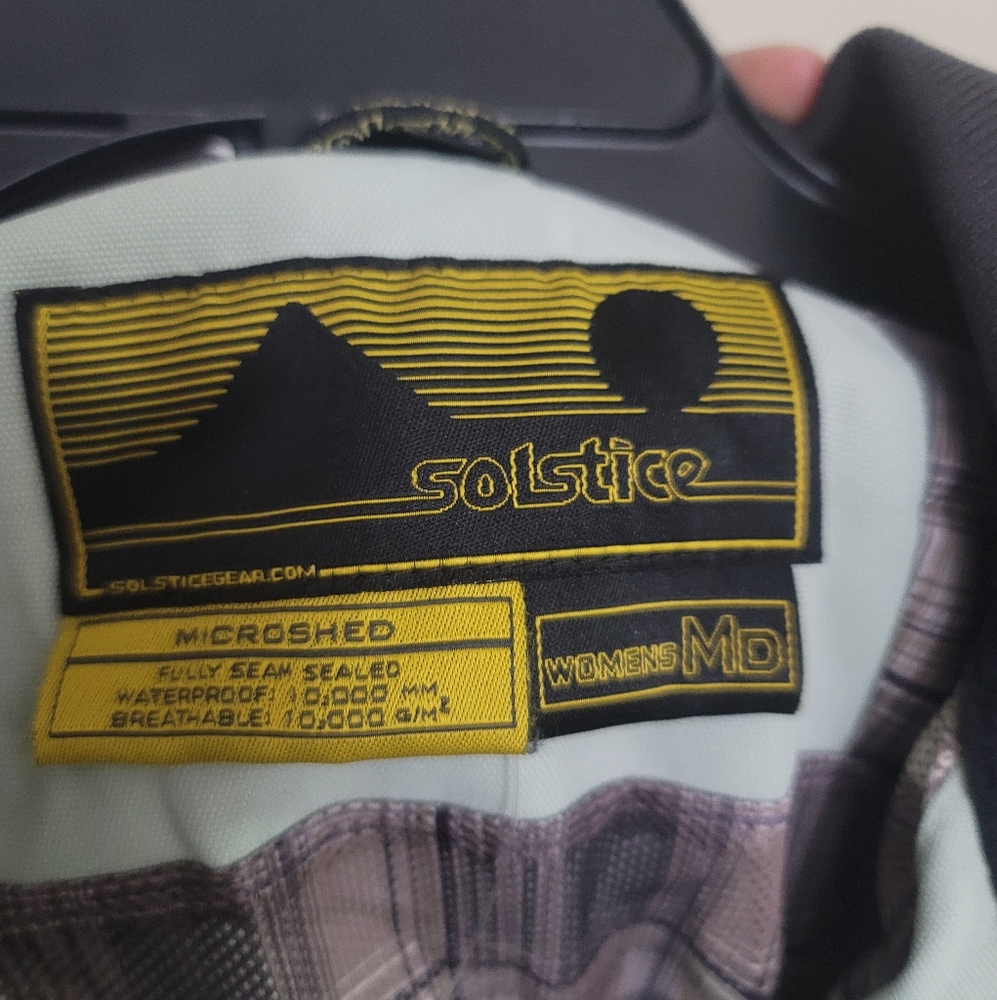 solstice
SOLSTICEGEAR.COM
MICROSHED
FULLY SEAM SEALED
WATERPROOF: 10,000 MM
BREATHABLE: 10,000 G/M²
WOMENS MD